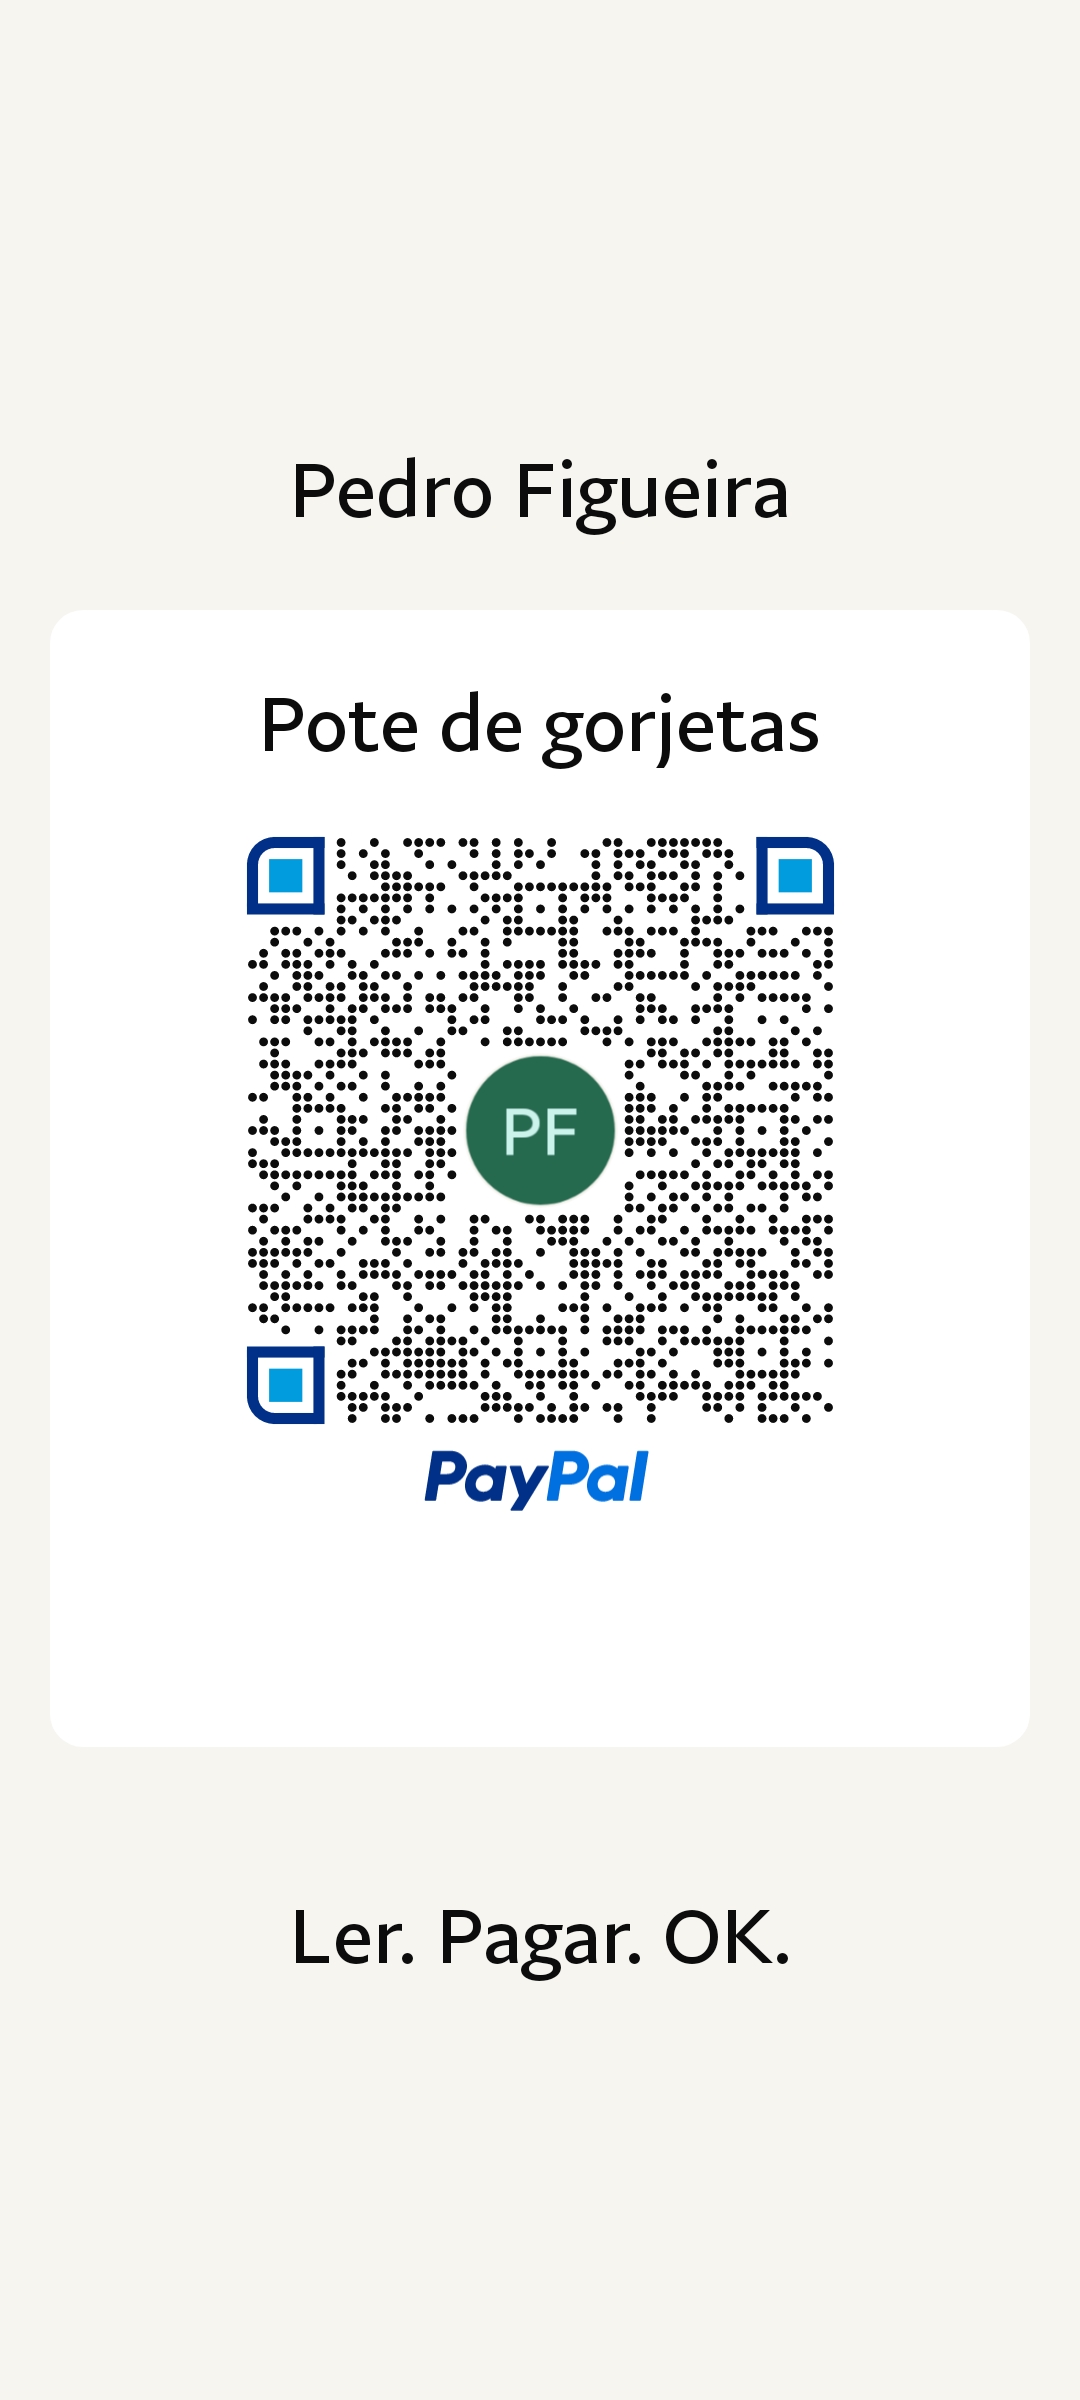 Pedro Figueira
Pote de gorjetas
PF
PayPal
Ler. Pagar. OK.